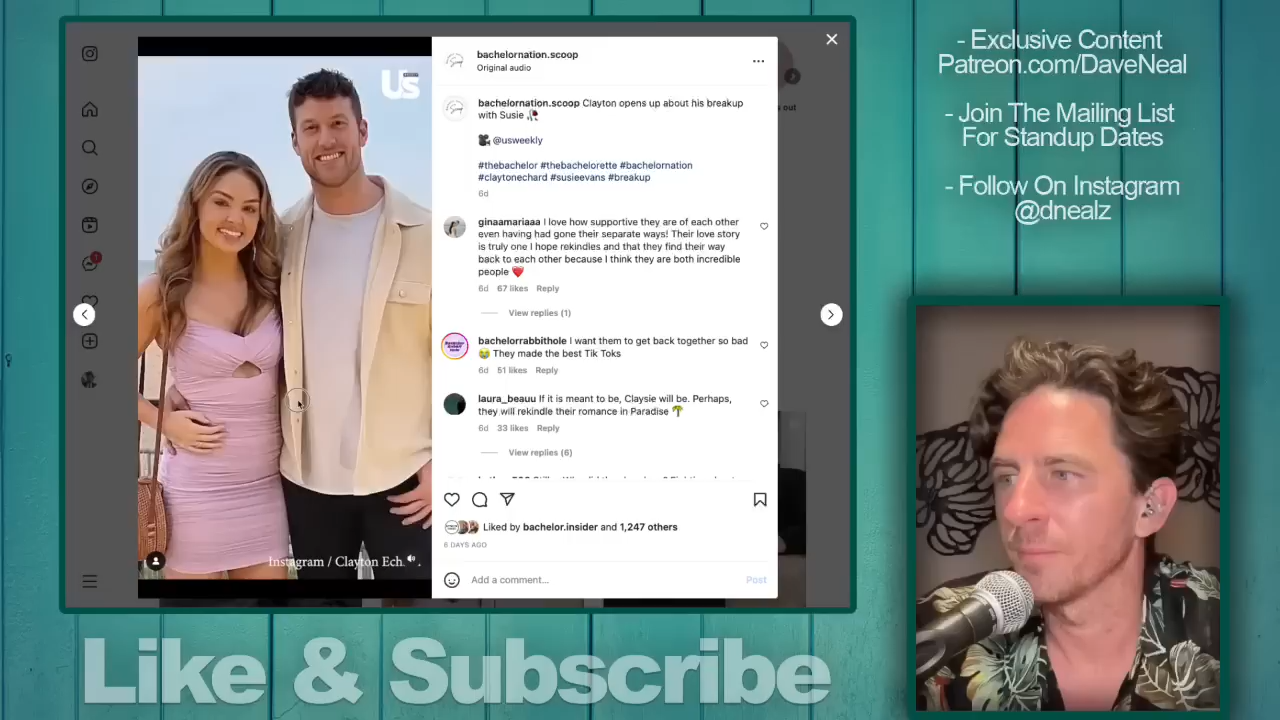 Us
Instagram / Clayton Ech
bachelornation.scoop
Original audio
bachelornation.scoop Clayton opens up about his breakup
with Susie
@usweekly
#thebachelor #thebachelorette #bachelornation
#claytonechard #susieevans #breakup
6d
ginaamariaaa I love how supportive they are of each other
even having had gone their separate ways! Their love story
is truly one I hope rekindles and that they find their way
back to each other because I think they are both incredible
people
6d 67 likes Reply
View replies (1)
bachelorrabbithole I want them to get back together so bad
They made the best Tik Toks
6d 51 likes Reply
laura_beauu If it is meant to be, Claysie will be. Perhaps,
they will rekindle their romance in Paradise
6d 33 likes Reply
View replies (6)
Liked by bachelor.insider and 1,247 others
6 DAYS AGO
Add a comment...
Post
- Exclusive Content
Patreon.com/DaveNeal
- Join The Mailing List
For Standup Dates
- Follow On Instagram
@dnealz
Like & Subscribe